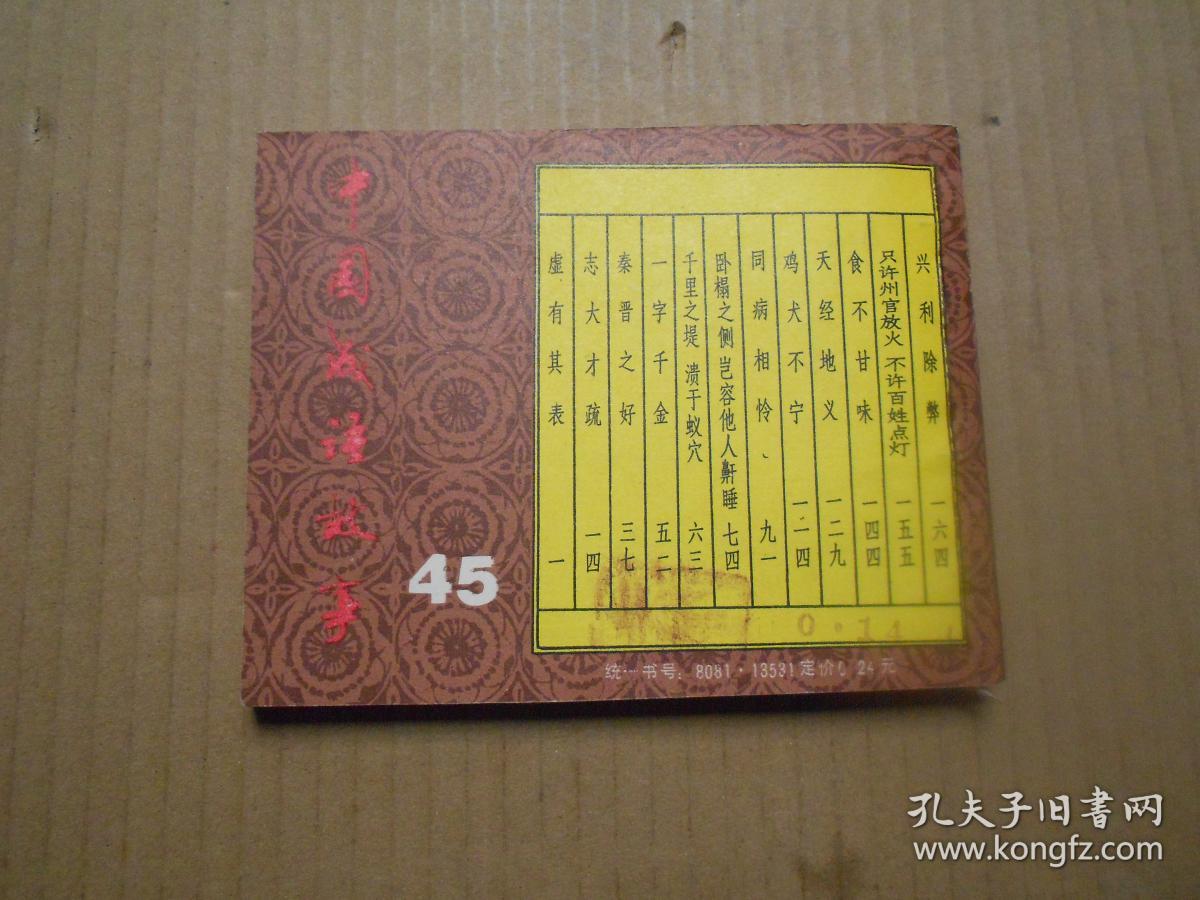 中国成语故事
45
虚有其表 一
志大才疏 一四
秦晋之好 三七
一字千金 五二
千里之堤 溃于蚁穴 六三
卧榻之侧 岂容他人鼾睡 七四
同病相怜 九一
鸡犬不宁 一一四
天经地义 一二九
食不甘味 一四四
只许州官放火 不许百姓点灯 一五五
兴利除弊 一六四
0.14
统一书号：8081·13531 定价0.24元
孔夫子旧书网
www.kongfz.com